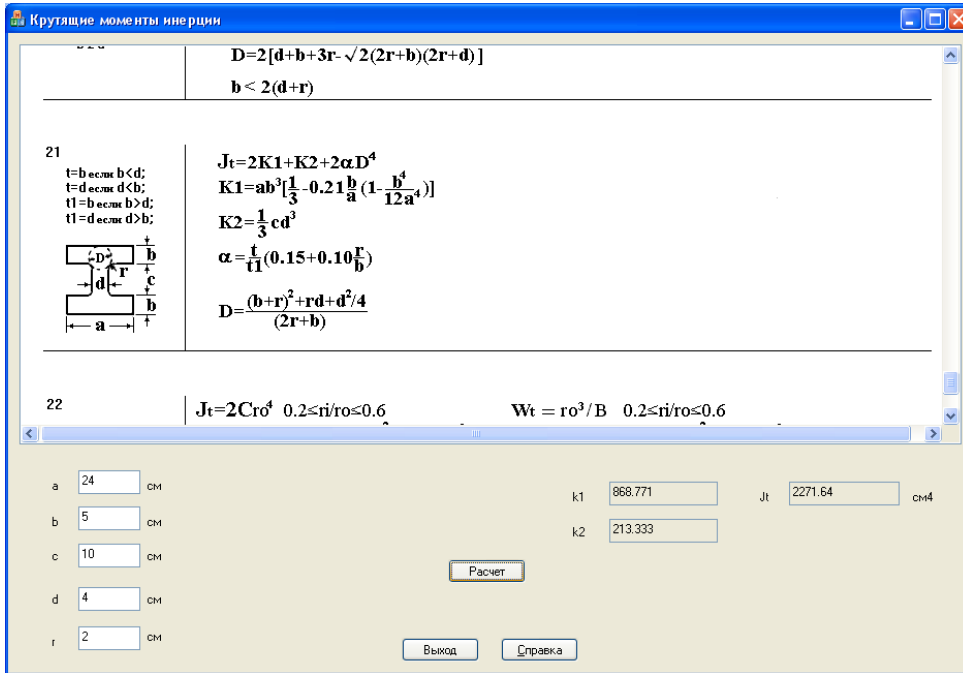 Крутящие моменты инерции
D=2[d+b+3r-√2(2r+b)(2r+d)]
b < 2(d+r)
21
t=b если b<d;
t=d если d<b;
t1=b если b>d;
t1=d если d>b;
D
b
r
d
c
b
a
Jt=2K1+K2+2αD⁴
K1=ab³[1/3-0.21b/a(1-b⁴/12a⁴)]
K2=1/3cd³
α=t/t1(0.15+0.10r/b)
D=(b+r)²+rd+d²/4/(2r+b)
22
Jt=2Cro⁴ 0.2≤ri/ro≤0.6 Wt = ro³/B 0.2≤ri/ro≤0.6
a 24 см
k1 868.771 Jt 2271.64 см4
b 5 см
k2 213.333
c 10 см
Расчет
d 4 см
r 2 см
Выход Справка